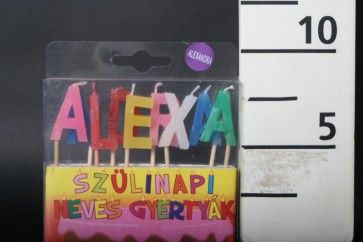 ALEXANDRA
10
ALEXA
5
SZÜLINAPI
NEVES GYERTYÁK